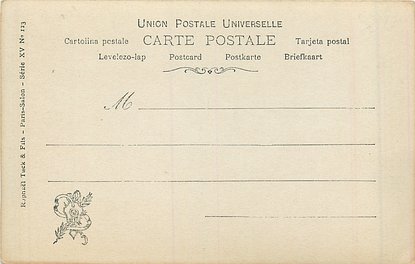 Union Postale Universelle
Cartolina postale CARTE POSTALE Tarjeta postal
Levelezo-lap Postcard Postkarte Briefkaart
M
Raphaël Tuck & Fils – Paris-Salon – Série XV No 123